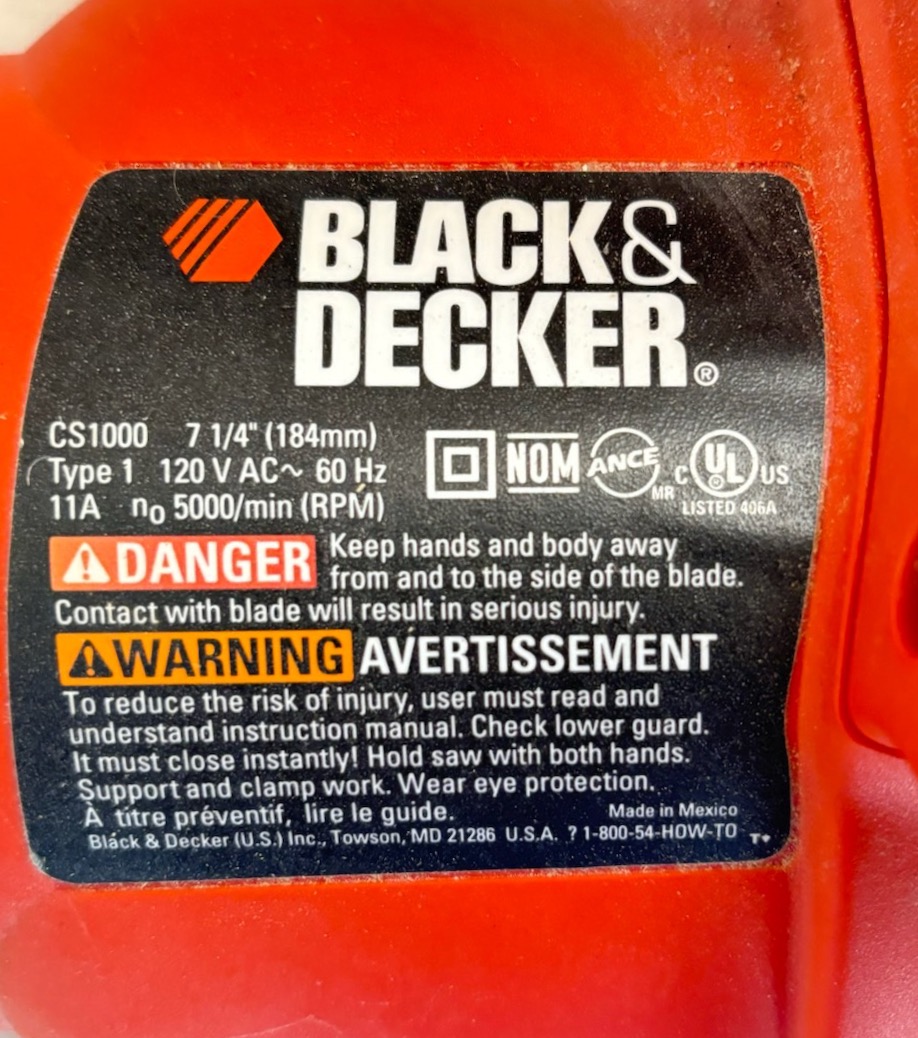 BLACK&
DECKER®
CS1000 7 1/4" (184mm)
Type 1 120 V AC~ 60 Hz
11A n₀ 5000/min (RPM)
NOM ANCE MR C UL® US
LISTED 406A
DANGER Keep hands and body away
from and to the side of the blade.
Contact with blade will result in serious injury.
WARNING AVERTISSEMENT
To reduce the risk of injury, user must read and
understand instruction manual. Check lower guard.
It must close instantly! Hold saw with both hands.
Support and clamp work. Wear eye protection.
À titre préventif, lire le guide. Made in Mexico
Black & Decker (U.S.) Inc., Towson, MD 21286 U.S.A. ? 1-800-54-HOW-TO